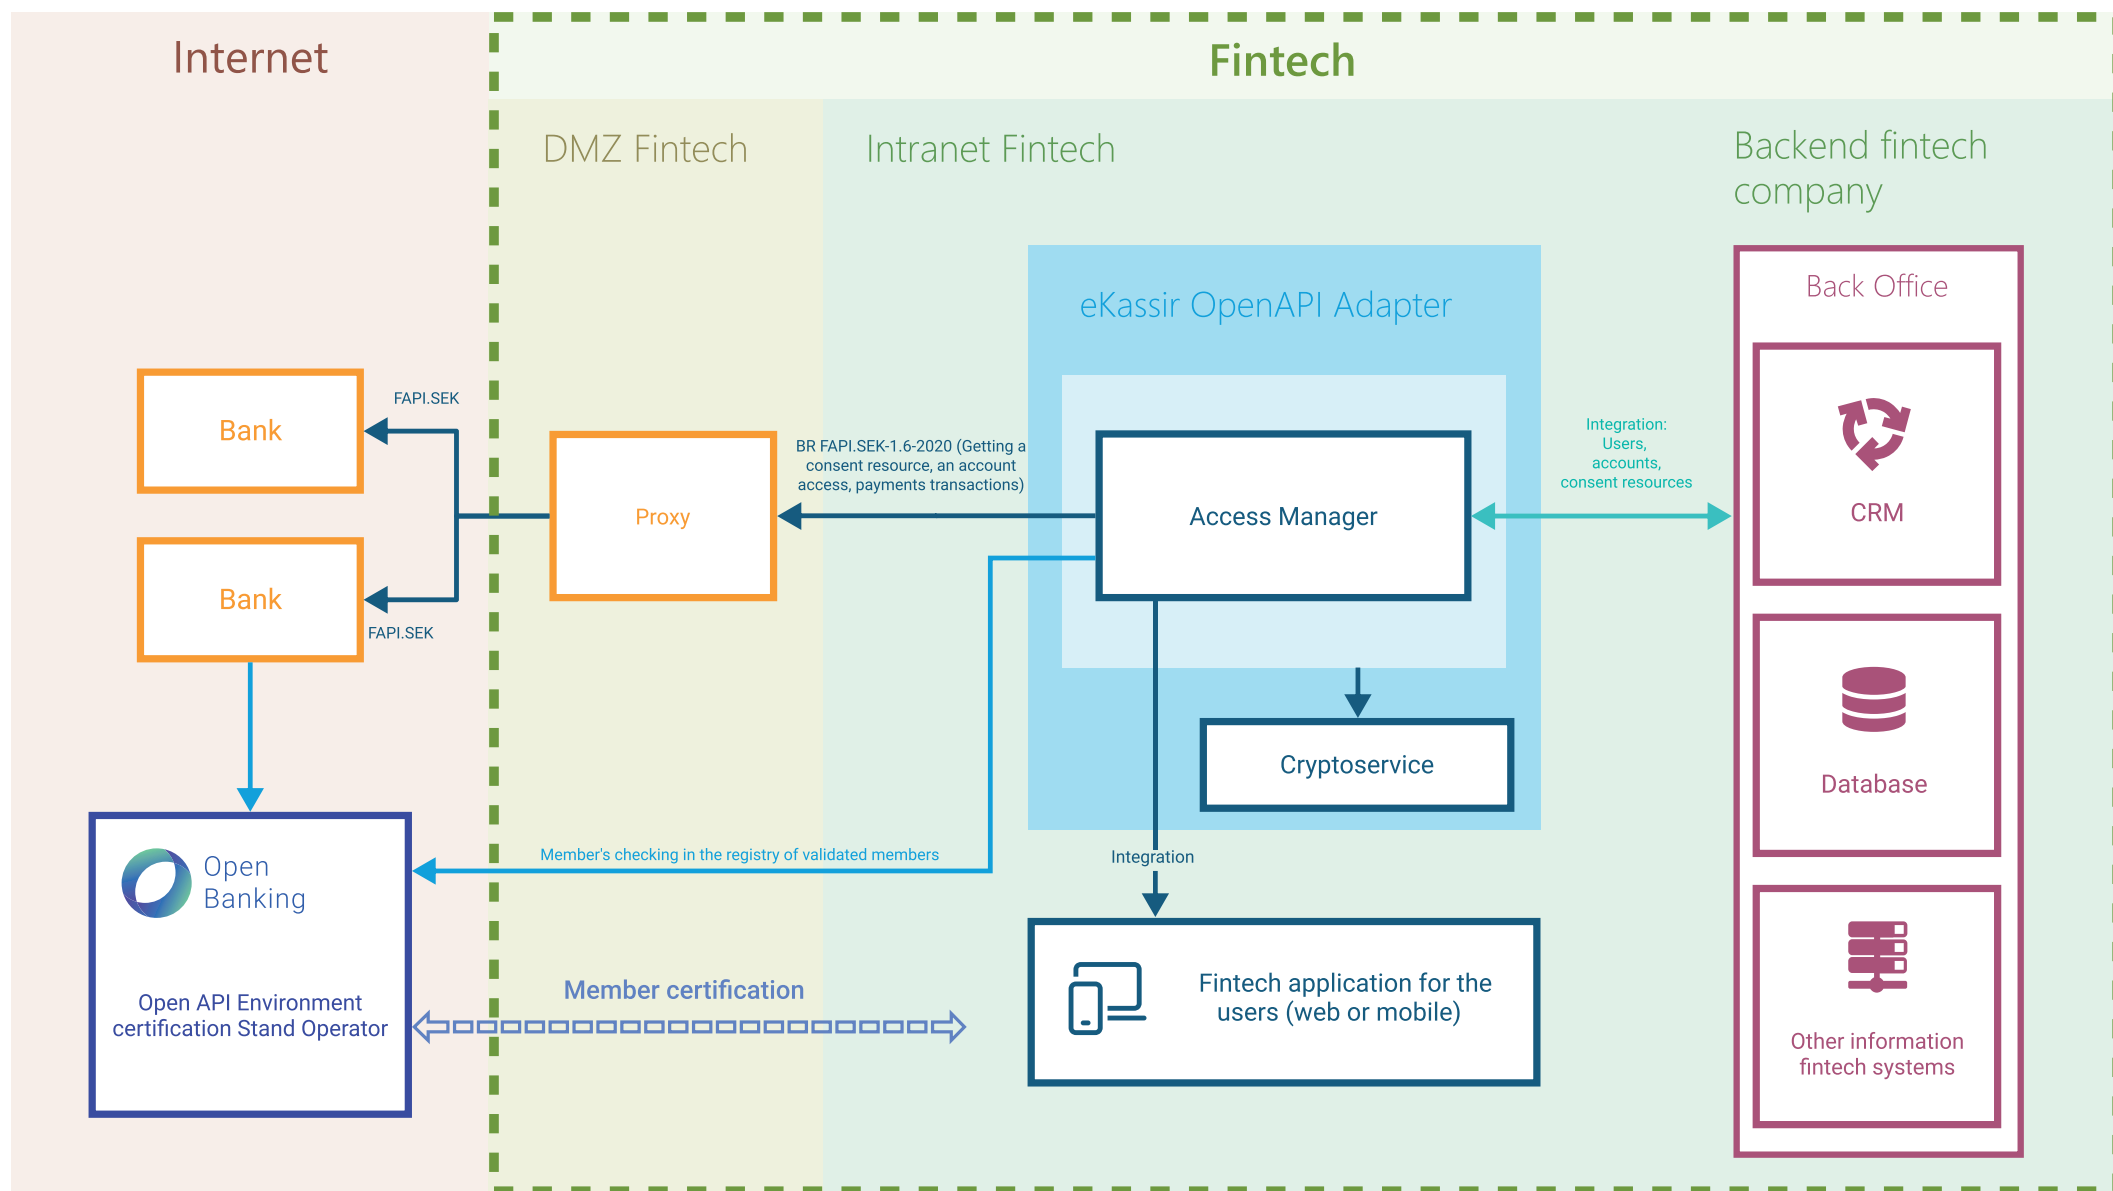 Internet
Fintech
DMZ Fintech
Intranet Fintech
Backend fintech
company
eKassir OpenAPI Adapter
Back Office
Bank
FAPI.SEK
Bank
FAPI.SEK
Proxy
BR FAPI.SEK-1.6-2020 (Getting a
consent resource, an account
access, payments transactions)
Access Manager
Integration:
Users,
accounts,
consent resources
CRM
Cryptoservice
Database
Open
Banking
Open API Environment
certification Stand Operator
Member's checking in the registry of validated members
Integration
Member certification
Fintech application for the
users (web or mobile)
Other information
fintech systems